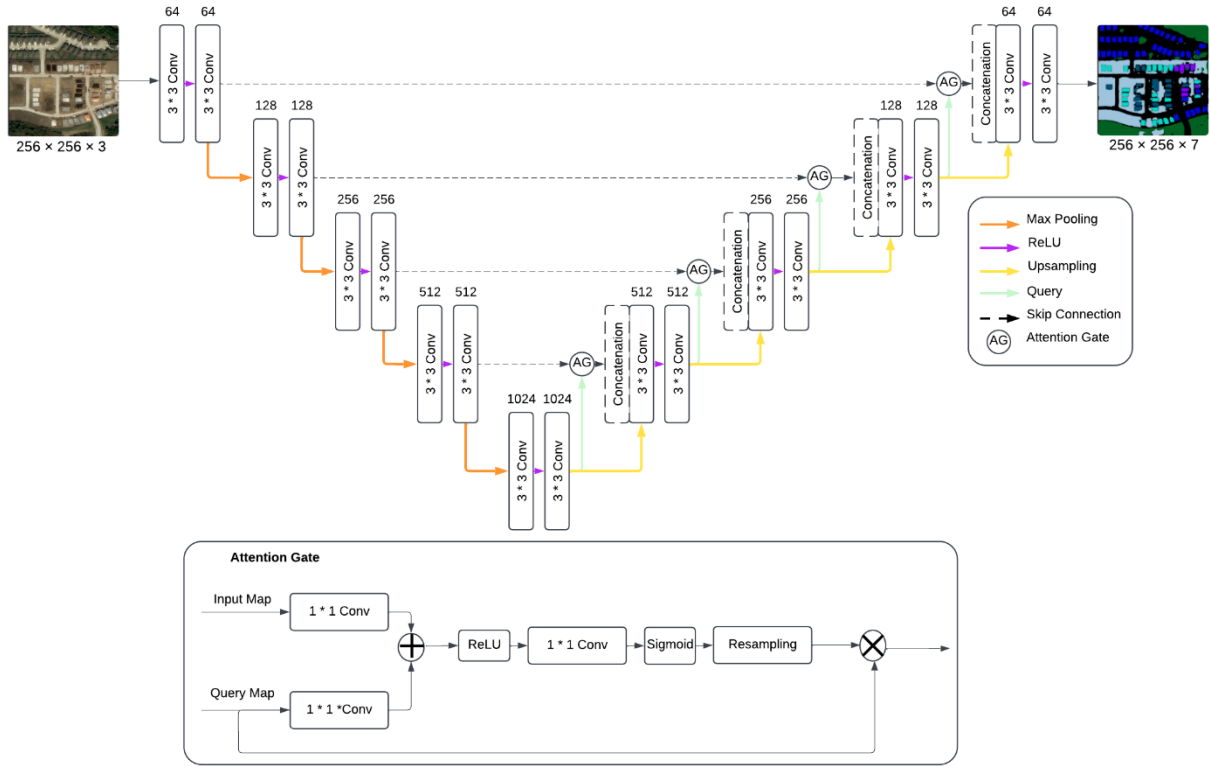 64 64
64 64
3 * 3 Conv 3 * 3 Conv
AG
Concatenation 3 * 3 Conv 3 * 3 Conv
256 × 256 × 3
256 × 256 × 7
128 128
128 128
3 * 3 Conv 3 * 3 Conv
AG
Concatenation 3 * 3 Conv 3 * 3 Conv
256 256
256 256
3 * 3 Conv 3 * 3 Conv
AG
Concatenation 3 * 3 Conv 3 * 3 Conv
512 512
512 512
3 * 3 Conv 3 * 3 Conv
AG
Concatenation 3 * 3 Conv 3 * 3 Conv
1024 1024
3 * 3 Conv 3 * 3 Conv
Max Pooling
ReLU
Upsampling
Query
Skip Connection
AG Attention Gate
Attention Gate
Input Map
1 * 1 Conv
ReLU
1 * 1 Conv
Sigmoid
Resampling
Query Map
1 * 1 *Conv